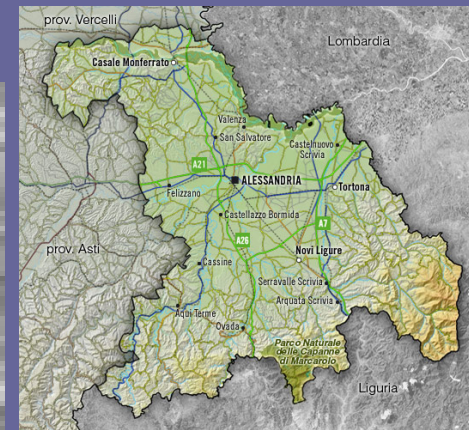 prov. Vercelli
Lombardia
Casale Monferrato
Valenza
San Salvatore
Castelnuovo
Scrivia
A21
ALESSANDRIA
Felizzano
Tortona
Castellazzo Bormida
A7
A26
prov. Asti
Novi Ligure
Cassine
Serravalle Scrivia
Arquata Scrivia
Aqui Terme
Ovada
Parco Naturale
delle Capanne
di Marcarolo
Liguria